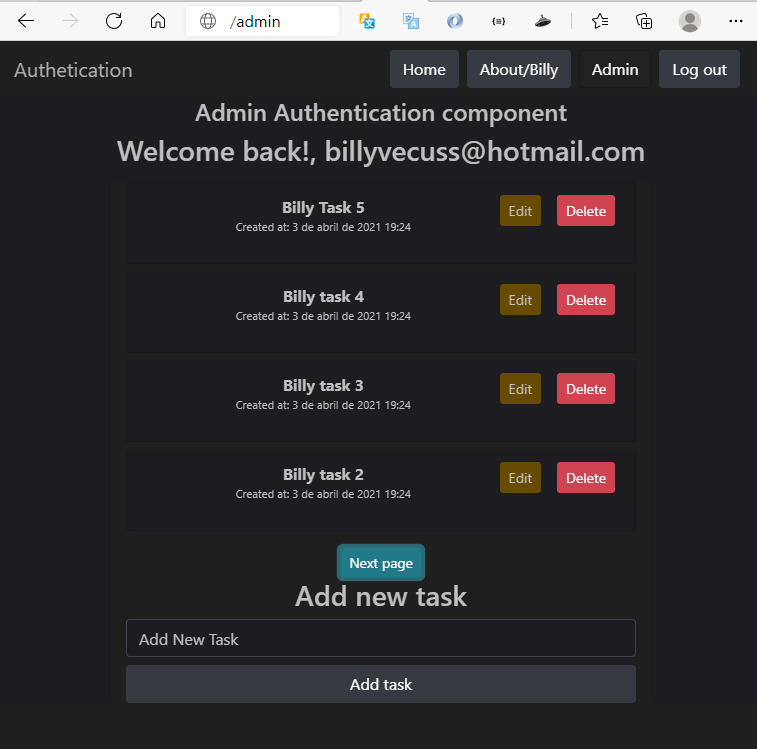 /admin
Authetication
Home About/Billy Admin Log out
Admin Authentication component
Welcome back!, billyvecuss@hotmail.com
Billy Task 5 Edit Delete
Created at: 3 de abril de 2021 19:24
Billy task 4 Edit Delete
Created at: 3 de abril de 2021 19:24
Billy task 3 Edit Delete
Created at: 3 de abril de 2021 19:24
Billy task 2 Edit Delete
Created at: 3 de abril de 2021 19:24
Next page
Add new task
Add New Task
Add task